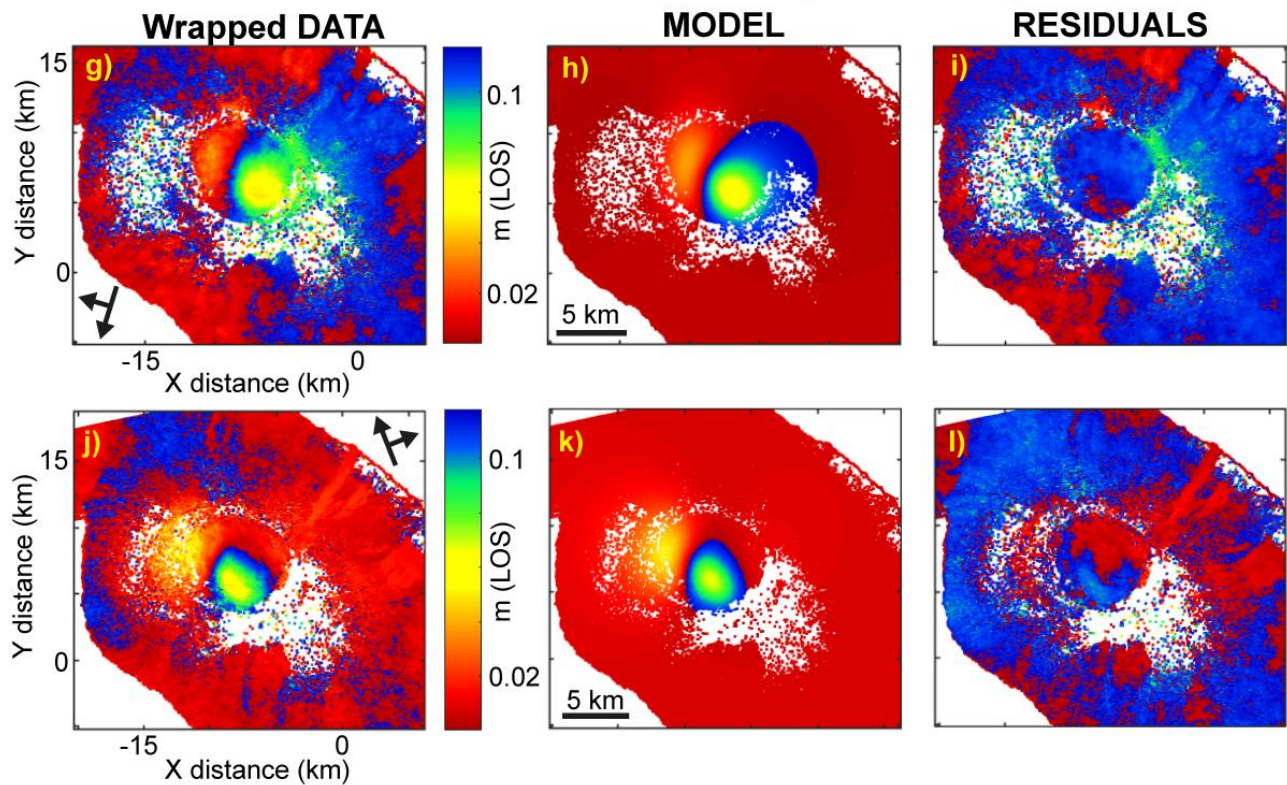 Wrapped DATA MODEL RESIDUALS
g) h) i)
15
0
Y distance (km)
0.1
0.02
m (LOS)
5 km
-15 0
X distance (km)
j) k) l)
15
0
Y distance (km)
0.1
0.02
m (LOS)
5 km
-15 0
X distance (km)